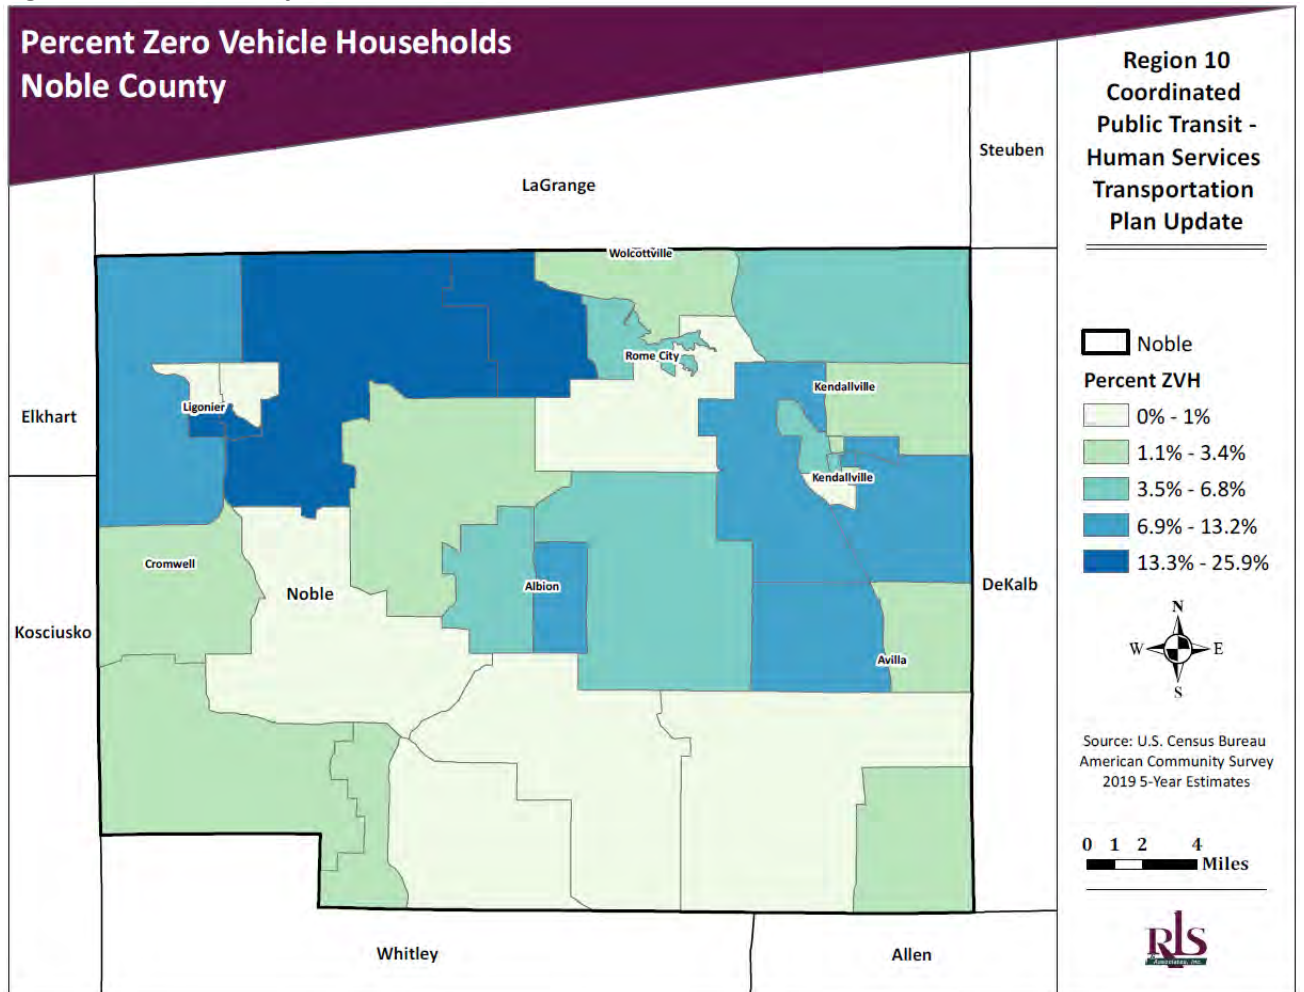 Percent Zero Vehicle Households
Noble County
Region 10
Coordinated
Public Transit -
Human Services
Transportation
Plan Update
Steuben
LaGrange
Wolcottville
Rome City
Kendallville
Ligonier
Elkhart
Kendallville
Cromwell
Noble
Albion
DeKalb
Kosciusko
Avilla
Whitley
Allen
Noble
Percent ZVH
0% - 1%
1.1% - 3.4%
3.5% - 6.8%
6.9% - 13.2%
13.3% - 25.9%
N
W E
S
Source: U.S. Census Bureau
American Community Survey
2019 5-Year Estimates
0 1 2 4
Miles
RLS
& Associates, Inc.